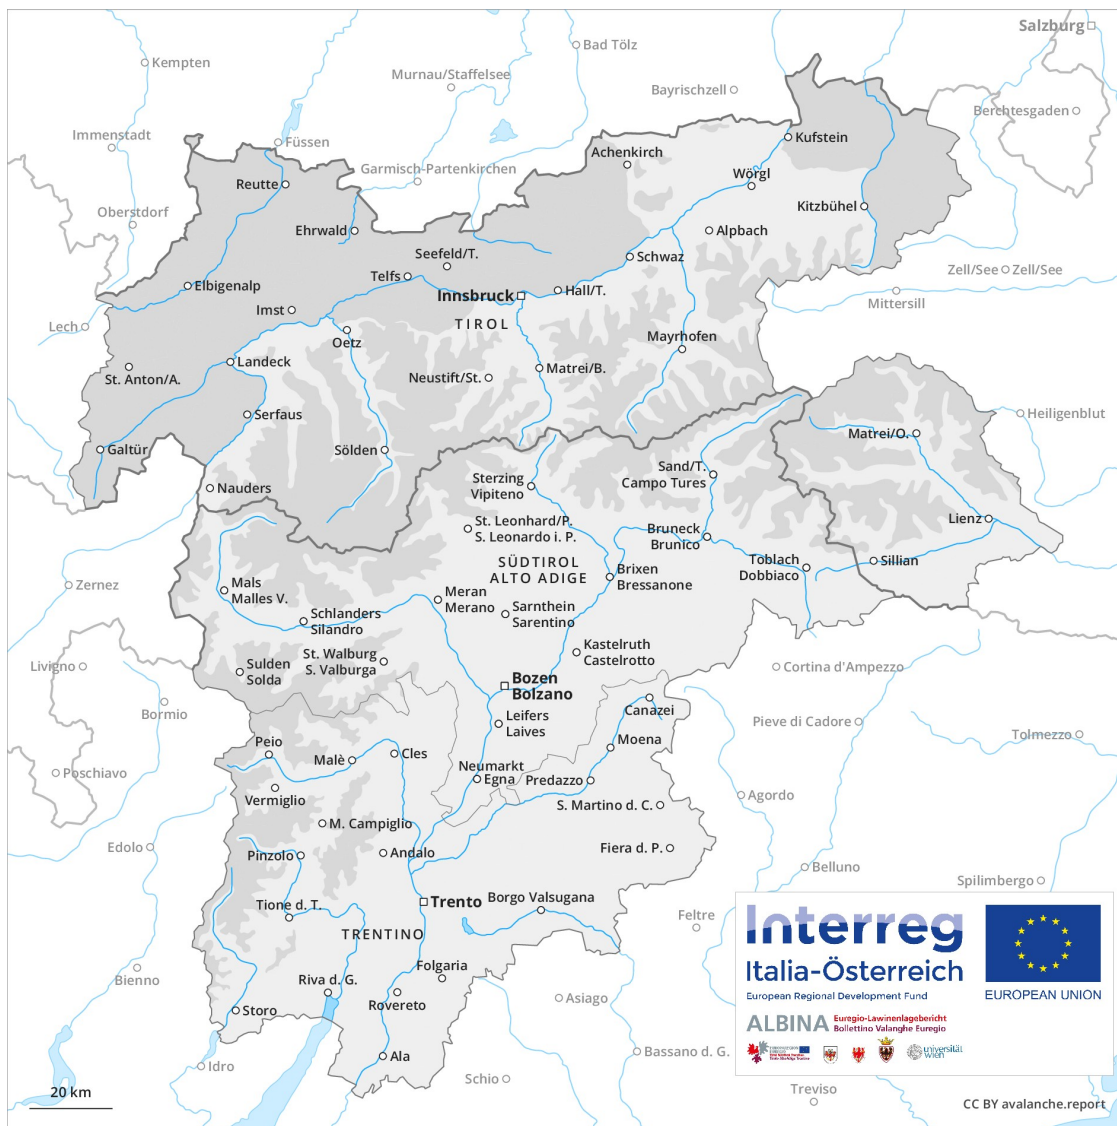 Salzburg
Kempten
Bad Tölz
Murnau/Staffelsee
Bayrischzell
Berchtesgaden
Immenstadt
Füssen
Kufstein
Achenkirch
Garmisch-Partenkirchen
Wörgl
Reutte
Kitzbühel
Oberstdorf
Ehrwald
Alpbach
Seefeld/T.
Schwaz
Telfs
Zell/See
Zell/See
Elbigenalp
Innsbruck
Hall/T.
Mittersill
Imst
Lech
TIROL
Oetz
Mayrhofen
Landeck
Matrei/B.
St. Anton/A.
Neustift/St.
Serfaus
Heiligenblut
Matrei/O.
Galtür
Sölden
Sand/T.
Campo Tures
Sterzing
Vipiteno
Nauders
St. Leonhard/P.
S. Leonardo i. P.
Lienz
Bruneck
Brunico
SÜDTIROL
ALTO ADIGE
Toblach
Dobbiaco
Sillian
Brixen
Bressanone
Zernez
Mals
Malles V.
Meran
Merano
Schlanders
Silandro
Sarnthein
Sarentino
Kastelruth
Castelrotto
Livigno
Sulden
Solda
St. Walburg
S. Valburga
Cortina d'Ampezzo
Bozen
Bolzano
Bormio
Canazei
Leifers
Laives
Pieve di Cadore
Tolmezzo
Peio
Malè
Cles
Moena
Poschiavo
Neumarkt
Egna
Predazzo
Vermiglio
S. Martino d. C.
Agordo
M. Campiglio
Edolo
Pinzolo
Andalo
Fiera d. P.
Belluno
Spilimbergo
Tione d. T.
Trento
Borgo Valsugana
Feltre
TRENTINO
Interreg
Italia-Österreich
European Regional Development Fund
EUROPEAN UNION
Bienno
Riva d. G.
Folgaria
Storo
Rovereto
Asiago
ALBINA
Euregio-Lawinenlagebericht
Bollettino Valanghe Euregio
universität
wien
Ala
Idro
Bassano d. G.
Schio
Treviso
20 km
CC BY avalanche.report